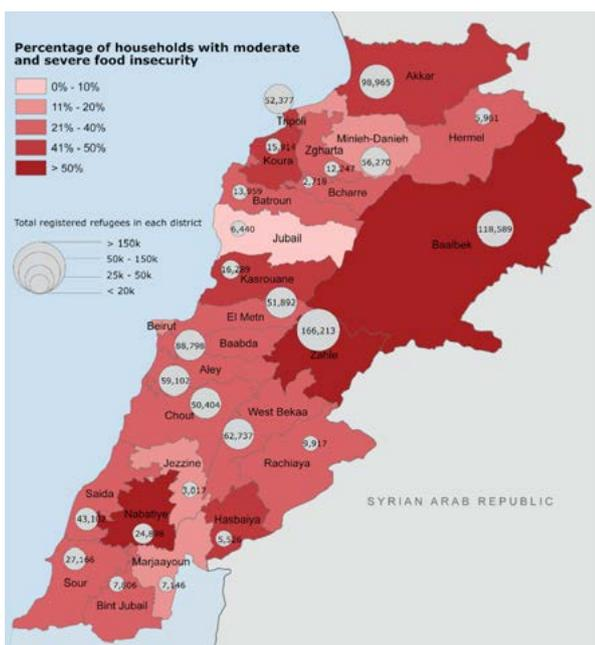 Percentage of households with moderate
and severe food insecurity
0% - 10%
11% - 20%
21% - 40%
41% - 50%
> 50%
Total registered refugees in each district
> 150k
50k - 150k
25k - 50k
< 20k
Akkar
98,965
52,377
Tripoli
5,961
Hermel
Minieh-Danieh
56,270
15,914
Koura
Zgharta
12,247
2,718
Bcharre
13,959
Batroun
6,440
Jubail
118,589
Baalbek
16,289
Kasrouane
51,892
El Metn
166,213
Zahle
Beirut
88,798
Baabda
Aley
59,102
50,404
Chouf
West Bekaa
62,737
9,917
Rachiaya
Jezzine
3,017
SYRIAN ARAB REPUBLIC
Saida
43,102
Nabatiye
24,898
Hasbaiya
5,526
27,166
Sour
Marjaayoun
7,806
7,146
Bint Jubail